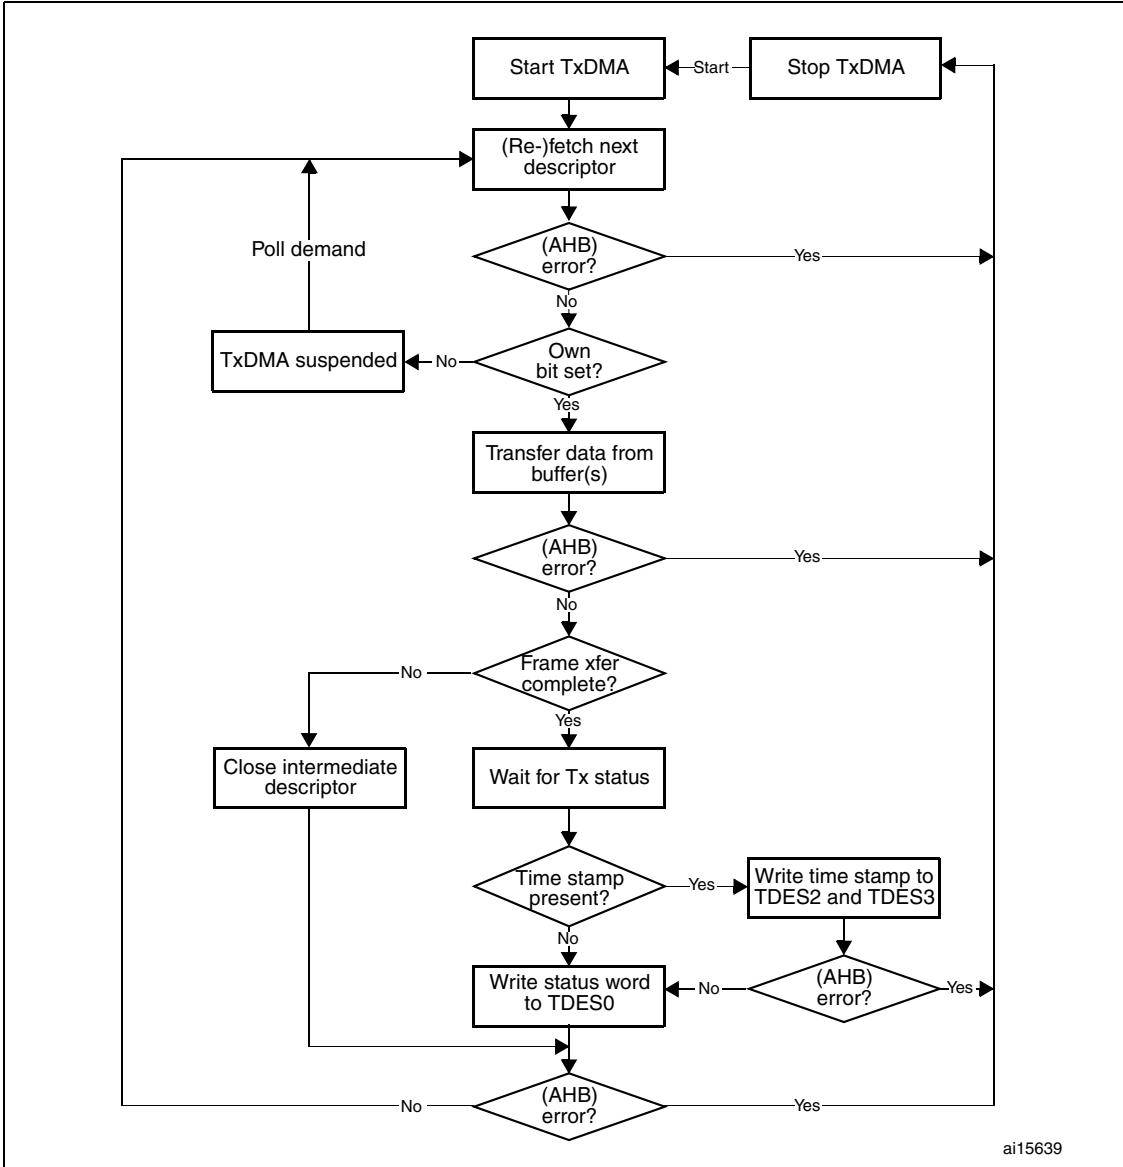 Start TxDMA
Start
Stop TxDMA
(Re-)fetch next
descriptor
Poll demand
(AHB)
error?
Yes
No
TxDMA suspended
No
Own
bit set?
Yes
Transfer data from
buffer(s)
(AHB)
error?
Yes
No
No
Frame xfer
complete?
Yes
Close intermediate
descriptor
Wait for Tx status
Time stamp
present?
Yes
Write time stamp to
TDES2 and TDES3
No
Write status word
to TDES0
No
(AHB)
error?
Yes
No
(AHB)
error?
Yes
ai15639